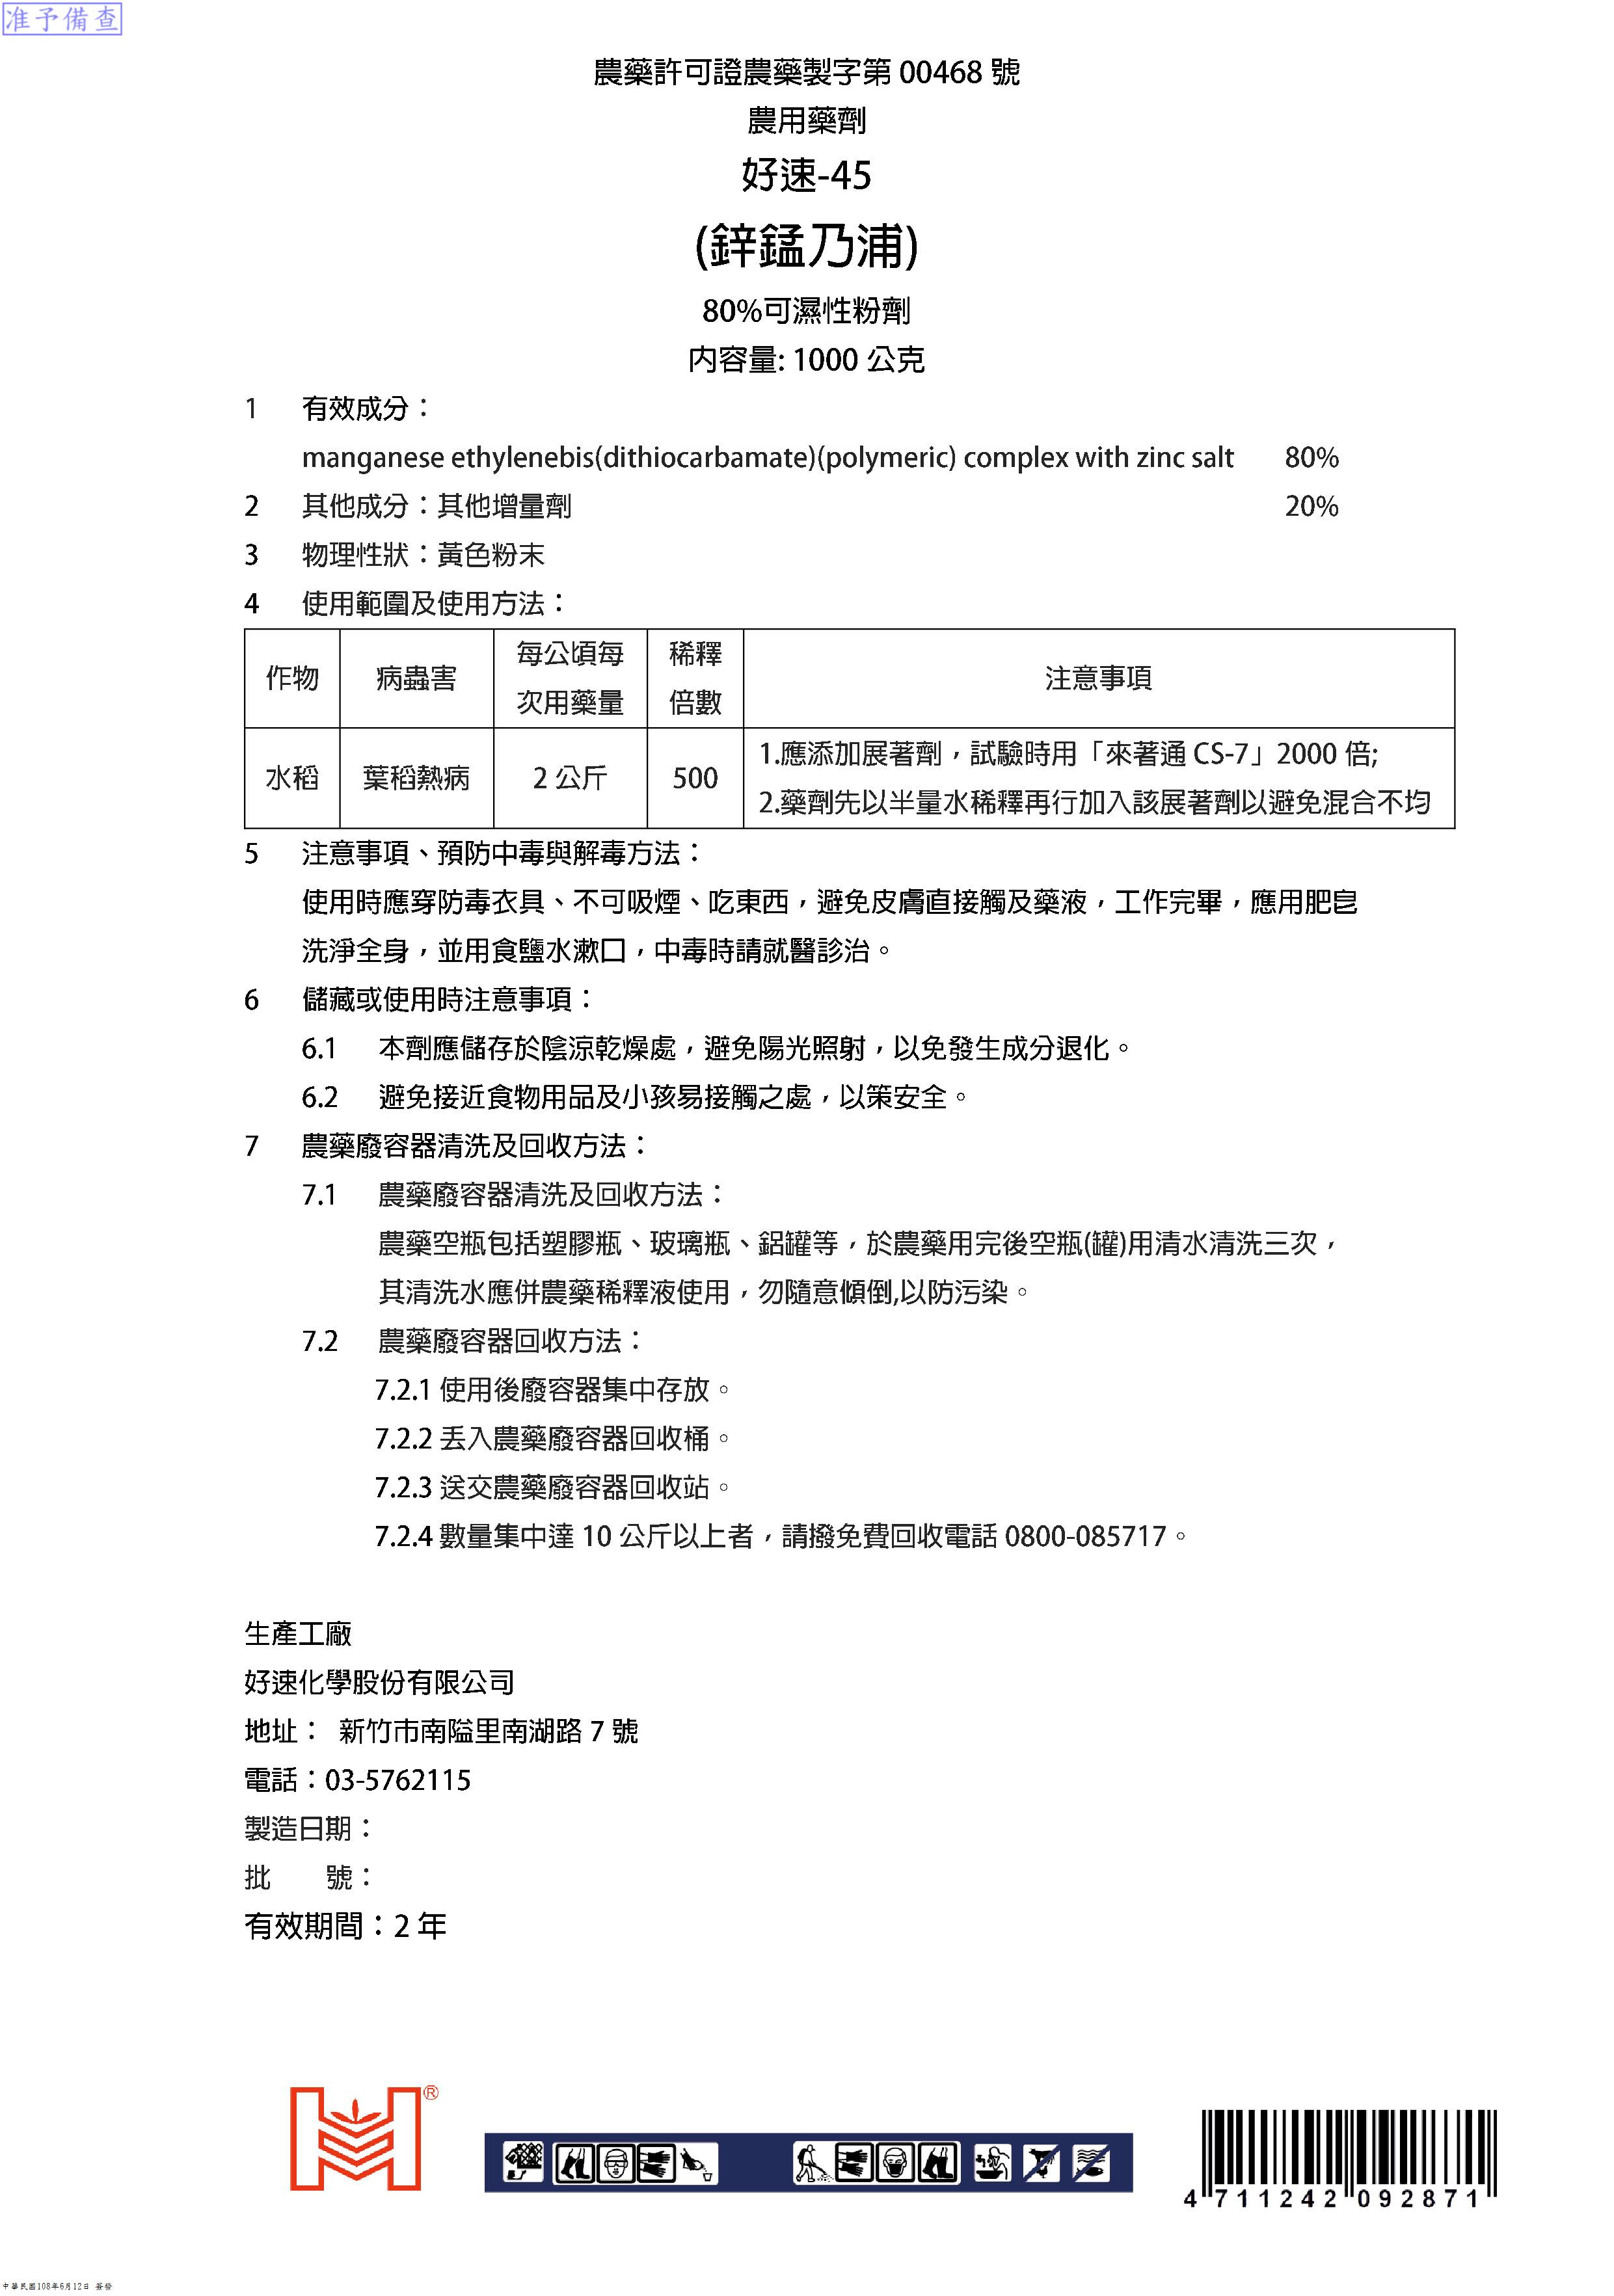 准予備查
農藥許可證農藥製字第 00468 號
農用藥劑
好速-45
(鋅錳乃浦)
80%可濕性粉劑
内容量: 1000 公克
1 有效成分：
manganese ethylenebis(dithiocarbamate)(polymeric) complex with zinc salt 80%
2 其他成分：其他增量劑 20%
3 物理性狀：黃色粉末
4 使用範圍及使用方法：
作物 病蟲害 每公頃每次用藥量 稀釋倍數 注意事項
水稻 葉稻熱病 2 公斤 500 1.應添加展著劑，試驗時用「來著通 CS-7」2000 倍;
2.藥劑先以半量水稀釋再行加入該展著劑以避免混合不均
5 注意事項、預防中毒與解毒方法：
使用時應穿防毒衣具、不可吸煙、吃東西，避免皮膚直接觸及藥液，工作完畢，應用肥皂
洗淨全身，並用食鹽水漱口，中毒時請就醫診治。
6 儲藏或使用時注意事項：
6.1 本劑應儲存於陰涼乾燥處，避免陽光照射，以免發生成分退化。
6.2 避免接近食物用品及小孩易接觸之處，以策安全。
7 農藥廢容器清洗及回收方法：
7.1 農藥廢容器清洗及回收方法：
農藥空瓶包括塑膠瓶、玻璃瓶、鋁罐等，於農藥用完後空瓶(罐)用清水清洗三次，
其清洗水應併農藥稀釋液使用，勿隨意傾倒,以防污染。
7.2 農藥廢容器回收方法：
7.2.1 使用後廢容器集中存放。
7.2.2 丟入農藥廢容器回收桶。
7.2.3 送交農藥廢容器回收站。
7.2.4 數量集中達 10 公斤以上者，請撥免費回收電話 0800-085717。
生產工廠
好速化學股份有限公司
地址： 新竹市南隘里南湖路 7 號
電話：03-5762115
製造日期：
批 號：
有效期間：2 年
®
4 711242 092871
中華民國108年6月12日 簽發